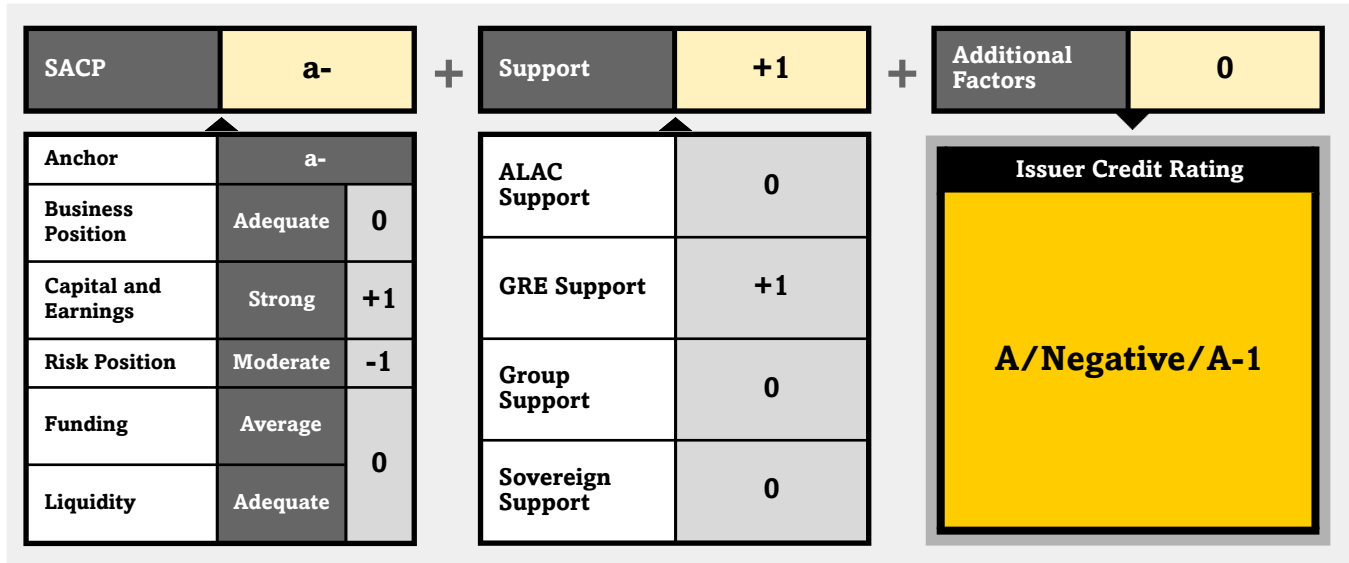 SACP
a-
+
Support
+1
+
Additional
Factors
0
Anchor
a-
Business
Position
Adequate
0
Capital and
Earnings
Strong
+1
Risk Position
Moderate
-1
Funding
Average
0
Liquidity
Adequate
ALAC
Support
0
GRE Support
+1
Group
Support
0
Sovereign
Support
0
Issuer Credit Rating
A/Negative/A-1